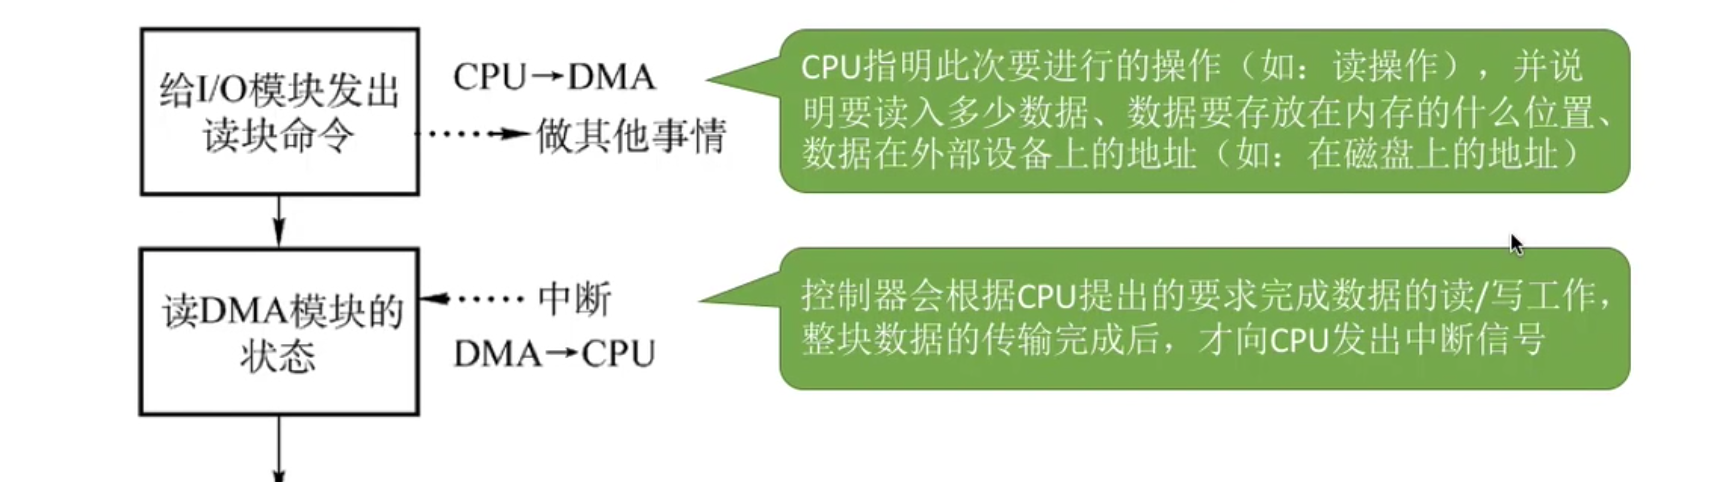 给I/O模块发出
读块命令
CPU→DMA
做其他事情
CPU指明此次要进行的操作（如：读操作），并说
明要读入多少数据、数据要存放在内存的什么位置、
数据在外部设备上的地址（如：在磁盘上的地址）
读DMA模块的
状态
中断
DMA→CPU
控制器会根据CPU提出的要求完成数据的读/写工作，
整块数据的传输完成后，才向CPU发出中断信号